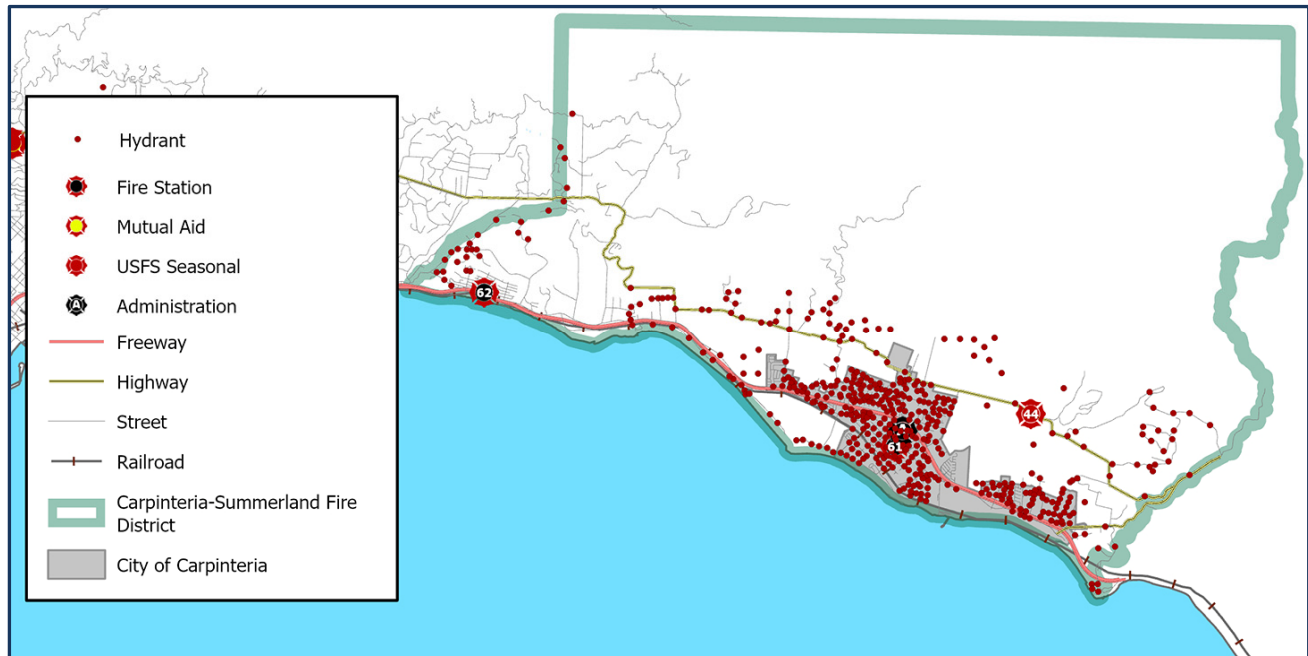 Hydrant
Fire Station
Mutual Aid
USFS Seasonal
A
Administration
Freeway
Highway
Street
Railroad
Carpinteria-Summerland Fire
District
City of Carpinteria
62
44
A
61